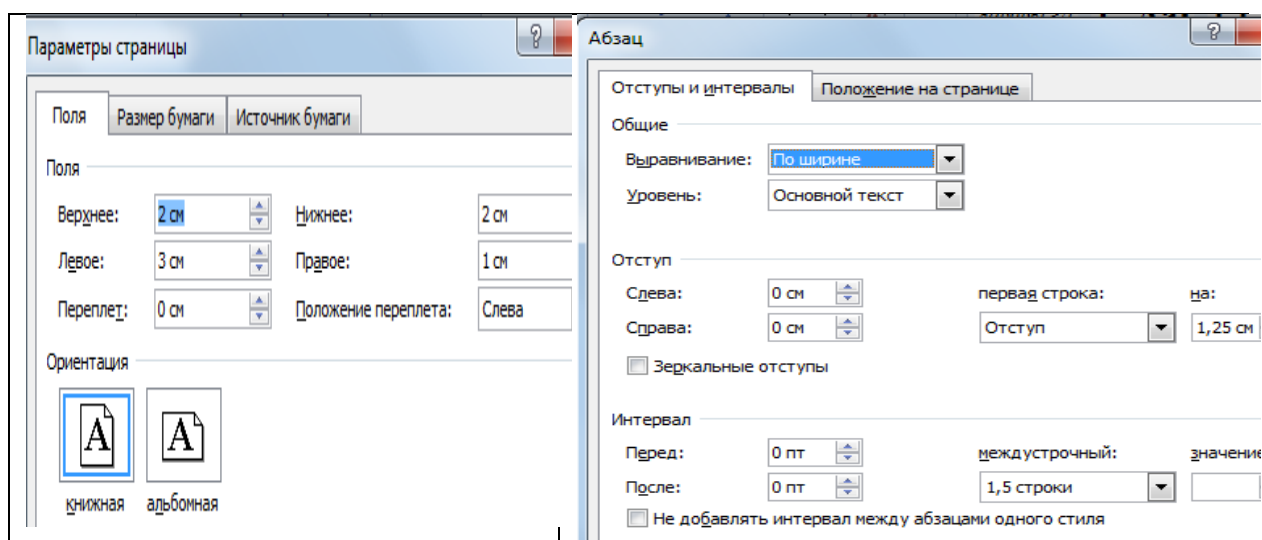 Параметры страницы
Поля Размер бумаги Источник бумаги
Поля
Верхнее: 2 см Нижнее: 2 см
Левое: 3 см Правое: 1 см
Переплет: 0 см Положение переплета: Слева
Ориентация
A A
книжная альбомная
Абзац
Отступы и интервалы Положение на странице
Общие
Выравнивание: По ширине
Уровень: Основной текст
Отступ
Слева: 0 см первая строка: на:
Справа: 0 см Отступ 1,25 см
Зеркальные отступы
Интервал
Перед: 0 пт междустрочный: значение
После: 0 пт 1,5 строки
Не добавлять интервал между абзацами одного стиля